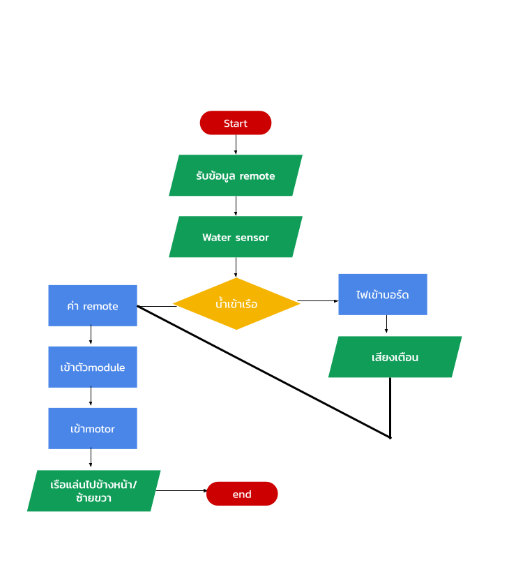 Start
รับข้อมูล remote
Water sensor
น้ำเข้าเรือ
ไฟเข้าบอร์ด
ค่า remote
เสียงเตือน
เข้าตัวmodule
เข้าmotor
เรือแล่นไปข้างหน้า/
ซ้ายขวา
end